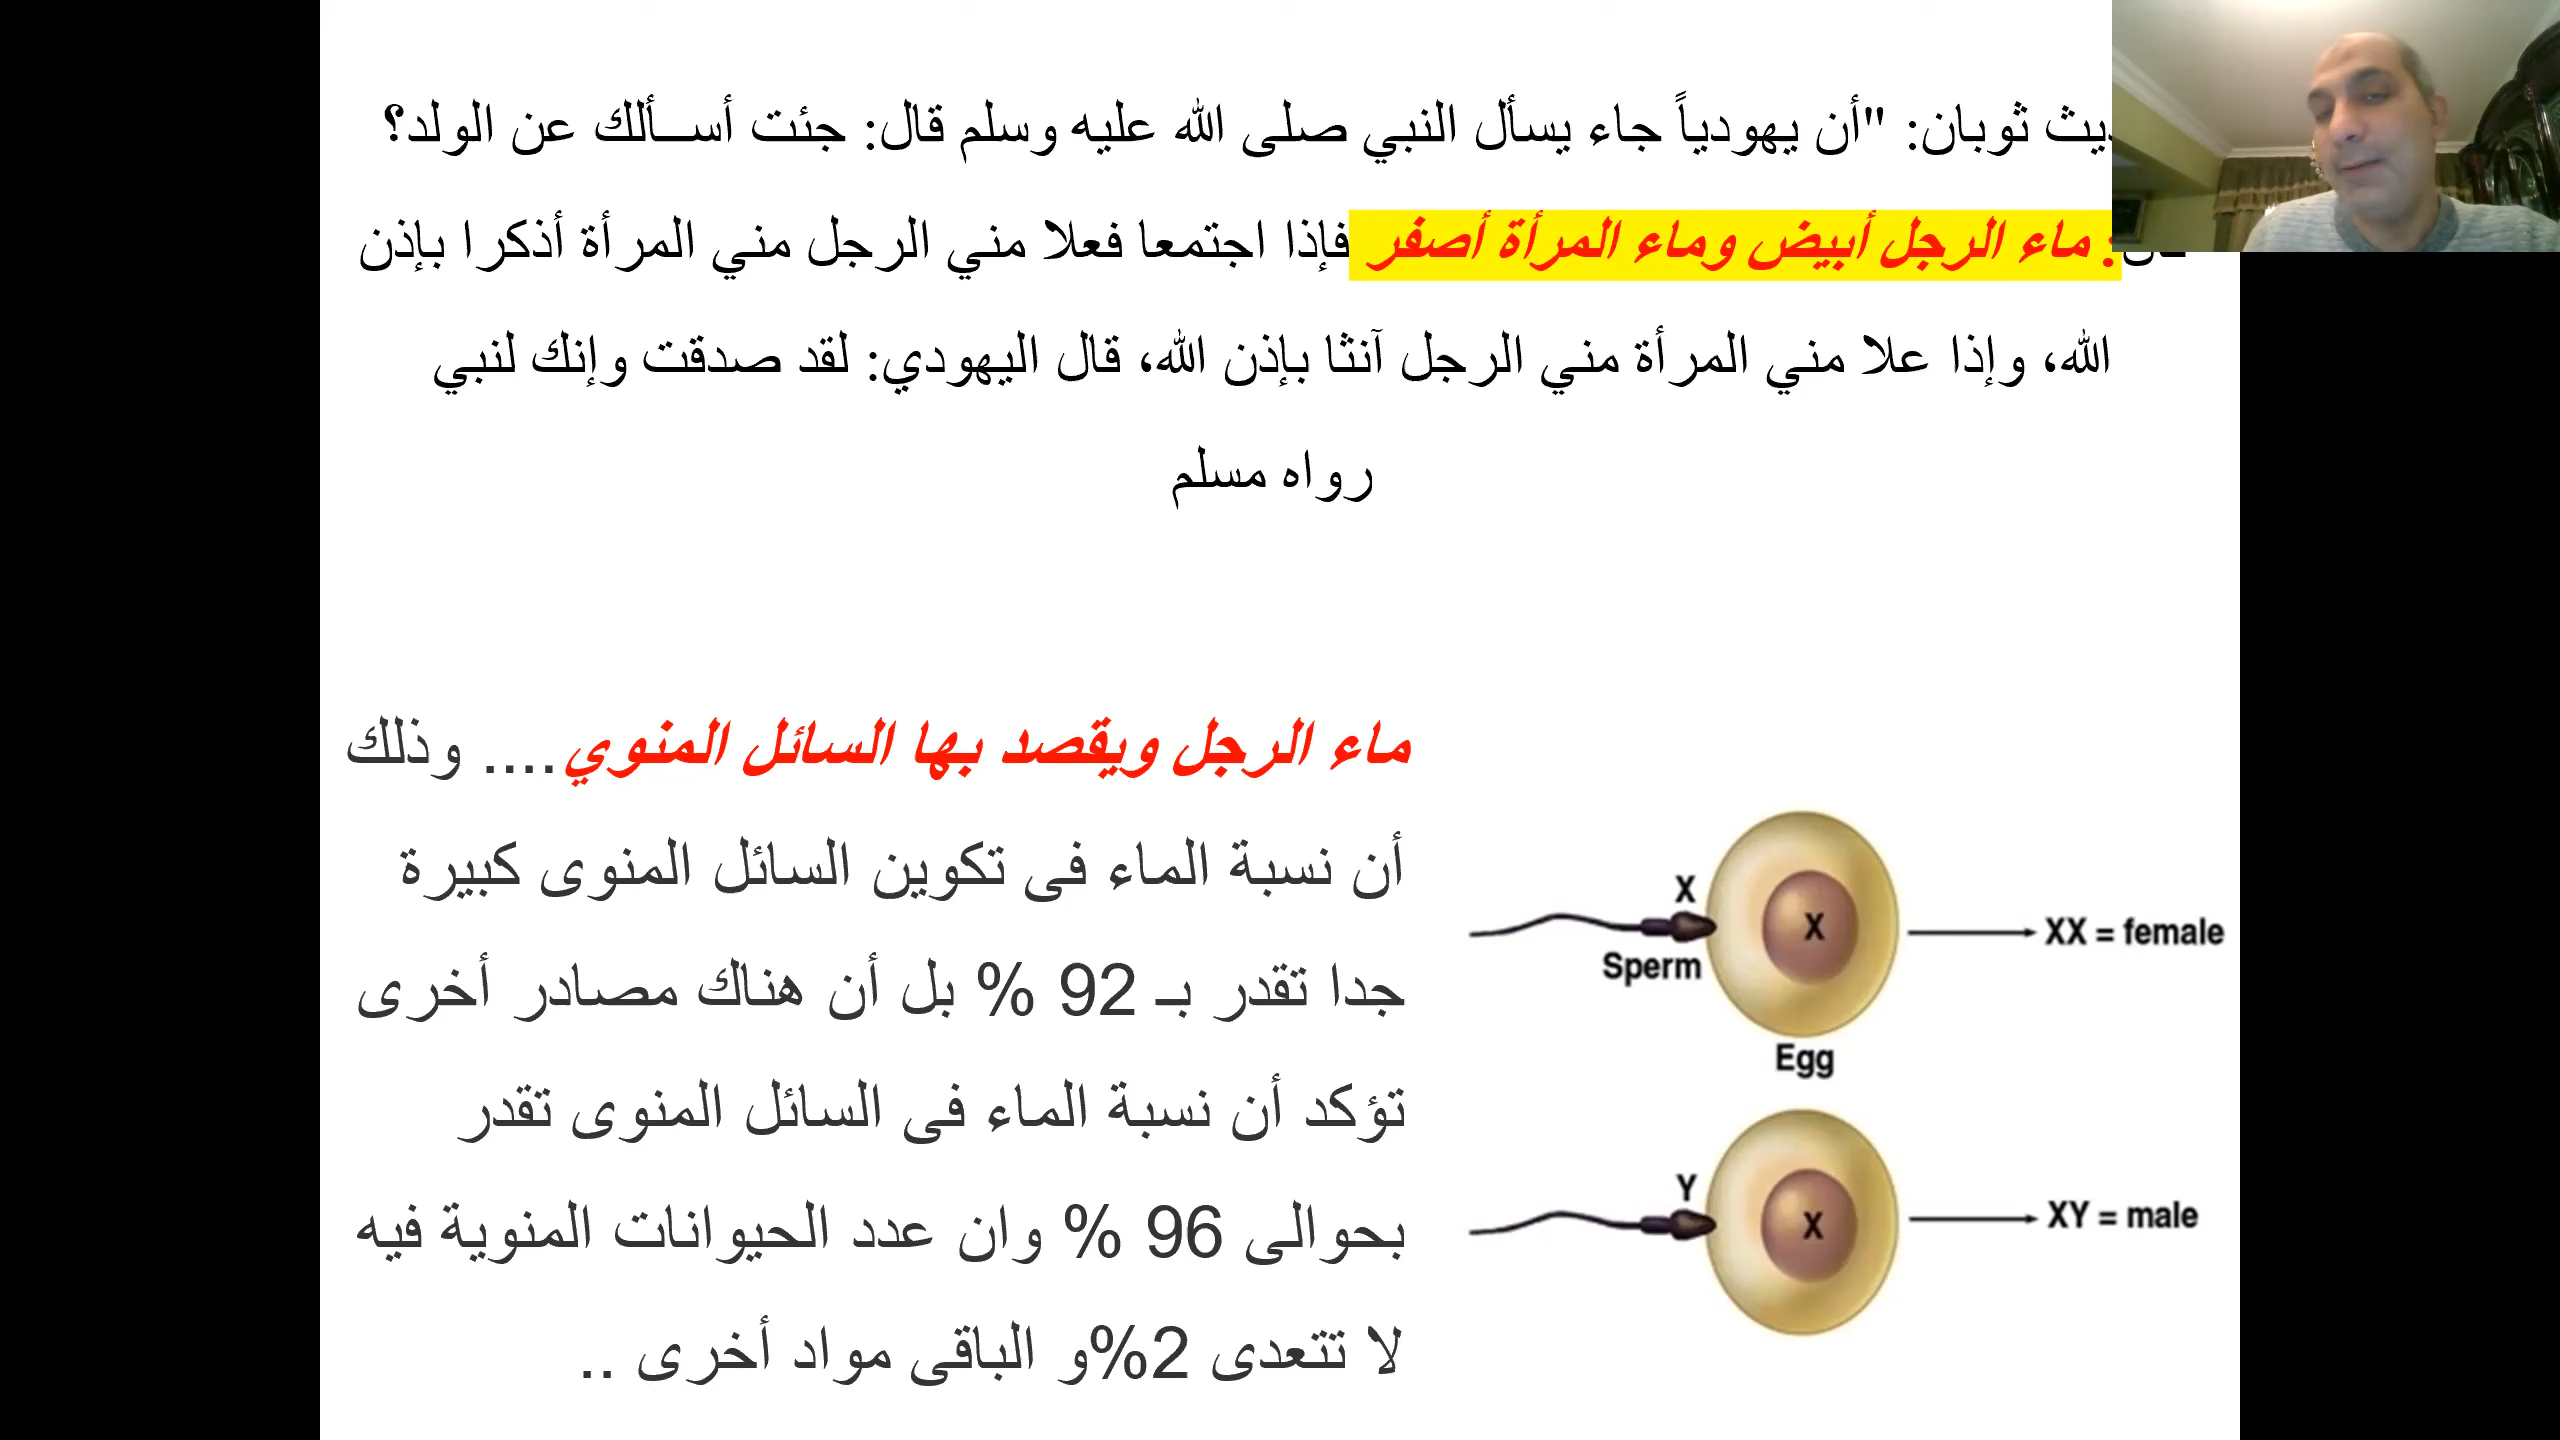 ثوبان: "أن يهودياً جاء يسأل النبي صلى الله عليه وسلم قال: جئت أســألك عن الولد؟
: ماء الرجل أبيض وماء المرأة أصفر فإذا اجتمعا فعلا مني الرجل مني المرأة أذكرا بإذن
الله، وإذا علا مني المرأة مني الرجل آنثا بإذن الله، قال اليهودي: لقد صدقت وإنك لنبي
رواه مسلم
ماء الرجل ويقصد بها السائل المنوي.... وذلك
أن نسبة الماء فى تكوين السائل المنوى كبيرة
جدا تقدر بـ 92 % بل أن هناك مصادر أخرى
تؤكد أن نسبة الماء فى السائل المنوى تقدر
بحوالى 96 % وان عدد الحيوانات المنوية فيه
لا تتعدى 2%و الباقى مواد أخرى ..
X
X
XX = female
Sperm
Egg
Y
X
XY = male